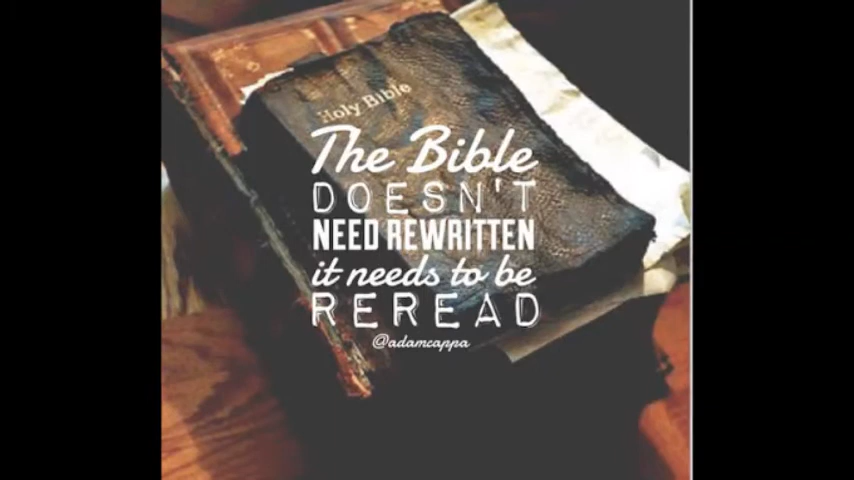 Holy Bible
The Bible
DOESN'T
NEED REWRITTEN
it needs to be
REREAD
@adamcappa